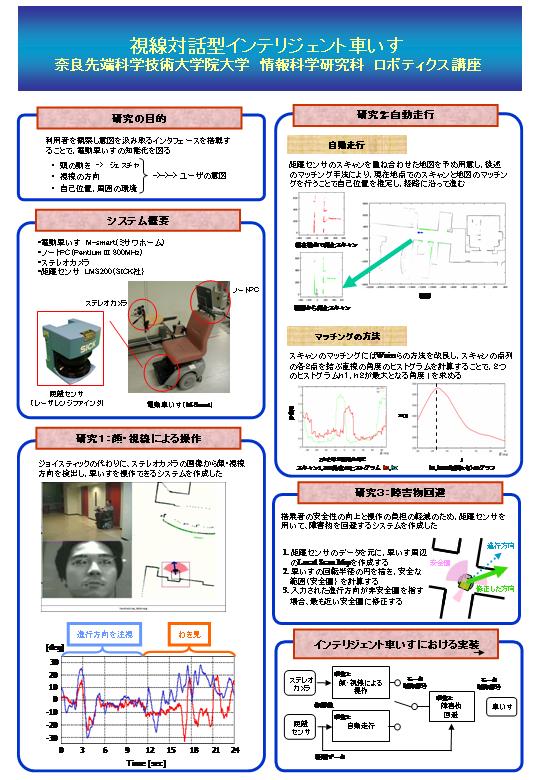 視線対話型インテリジェント車いす
奈良先端科学技術大学院大学 情報科学研究科 ロボティクス講座
研究の目的
利用者を観察し意図を汲み取るインタフェースを搭載す
ることで、電動車いすの知能化を図る
・ 頭の動き -> ジェスチャ
・ 視線の方向
・ 自己位置、周囲の環境
ユーザの意図
システム概要
・電動車いす M-smart(ミサワホーム)
・ノートPC(Pentium III 800MHz)
・ステレオカメラ
・距離センサ LMS200(SICK社)
ステレオカメラ
ノートPC
SICK
距離センサ
(レーザレンジファインダ)
電動車いす(M-Smart)
研究1:顔・視線による操作
ジョイスティックの代わりに、ステレオカメラの画像から顔・視線
方向を検出し、車いすを操作できるシステムを作成した
進行方向を注視
わき見
[deg]
30
20
10
0
-10
-20
-30
0 3 6 9 12 15 18 21 24
Time [sec]
研究2:自動走行
自動走行
距離センサのスキャンを重ね合わせた地図を予め用意し、後述
のマッチング手法により、現在地点でのスキャンと地図のマッチン
グを行うことで自己位置を推定し、経路に沿って進む
マッチングの方法
スキャンのマッチングにはWeissらの方法を改良し、スキャンの点列
の各2点を結ぶ直線の角度のヒストグラムを計算することで、2つ
のヒストグラムh1, h2が最大となる角度 j を求める
研究3:障害物回避
搭乗者の安全性の向上と操作の負担の軽減のため、距離センサを
用いて、障害物を回避するシステムを作成した
1. 距離センサのデータを元に、車いす周辺
のLocal Scan Mapを作成する
2. 車いすの回転半径の円を描き、安全な
範囲(安全圏)を計算する
3. 入力された進行方向が非安全圏を指す
場合、最も近い安全圏に修正する
安全圏
進行方向
修正した方向
インテリジェント車いすにおける実装
ステレオ
カメラ
顔・視線による
操作
距離
センサ
自動走行
障害物
回避
車いす